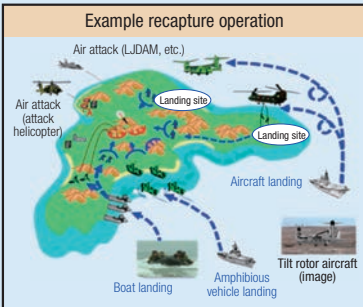 Example recapture operation
Air attack (LJDAM, etc.)
Air attack
(attack
helicopter)
Landing site
Landing site
Aircraft landing
Boat landing
Amphibious
vehicle landing
Tilt rotor aircraft
(image)